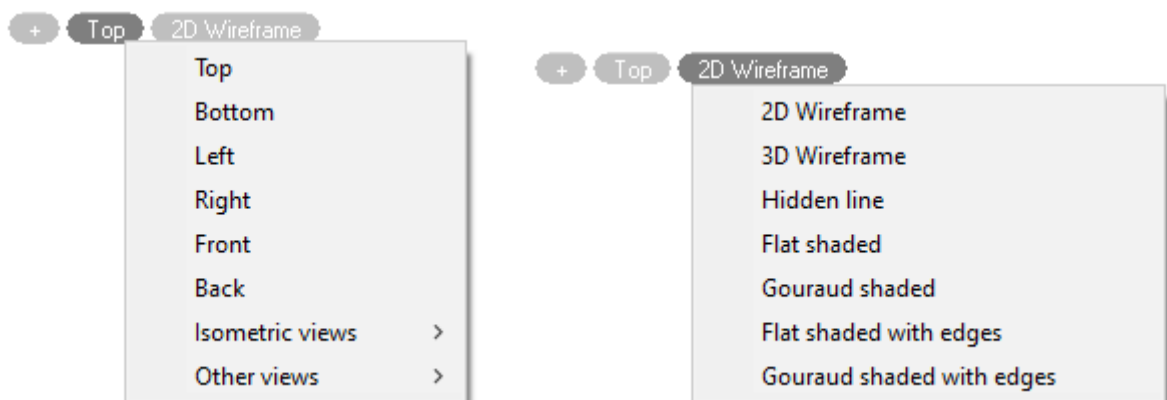 + Top 2D Wireframe
Top
Bottom
Left
Right
Front
Back
Isometric views >
Other views >
+ Top 2D Wireframe
2D Wireframe
3D Wireframe
Hidden line
Flat shaded
Gouraud shaded
Flat shaded with edges
Gouraud shaded with edges